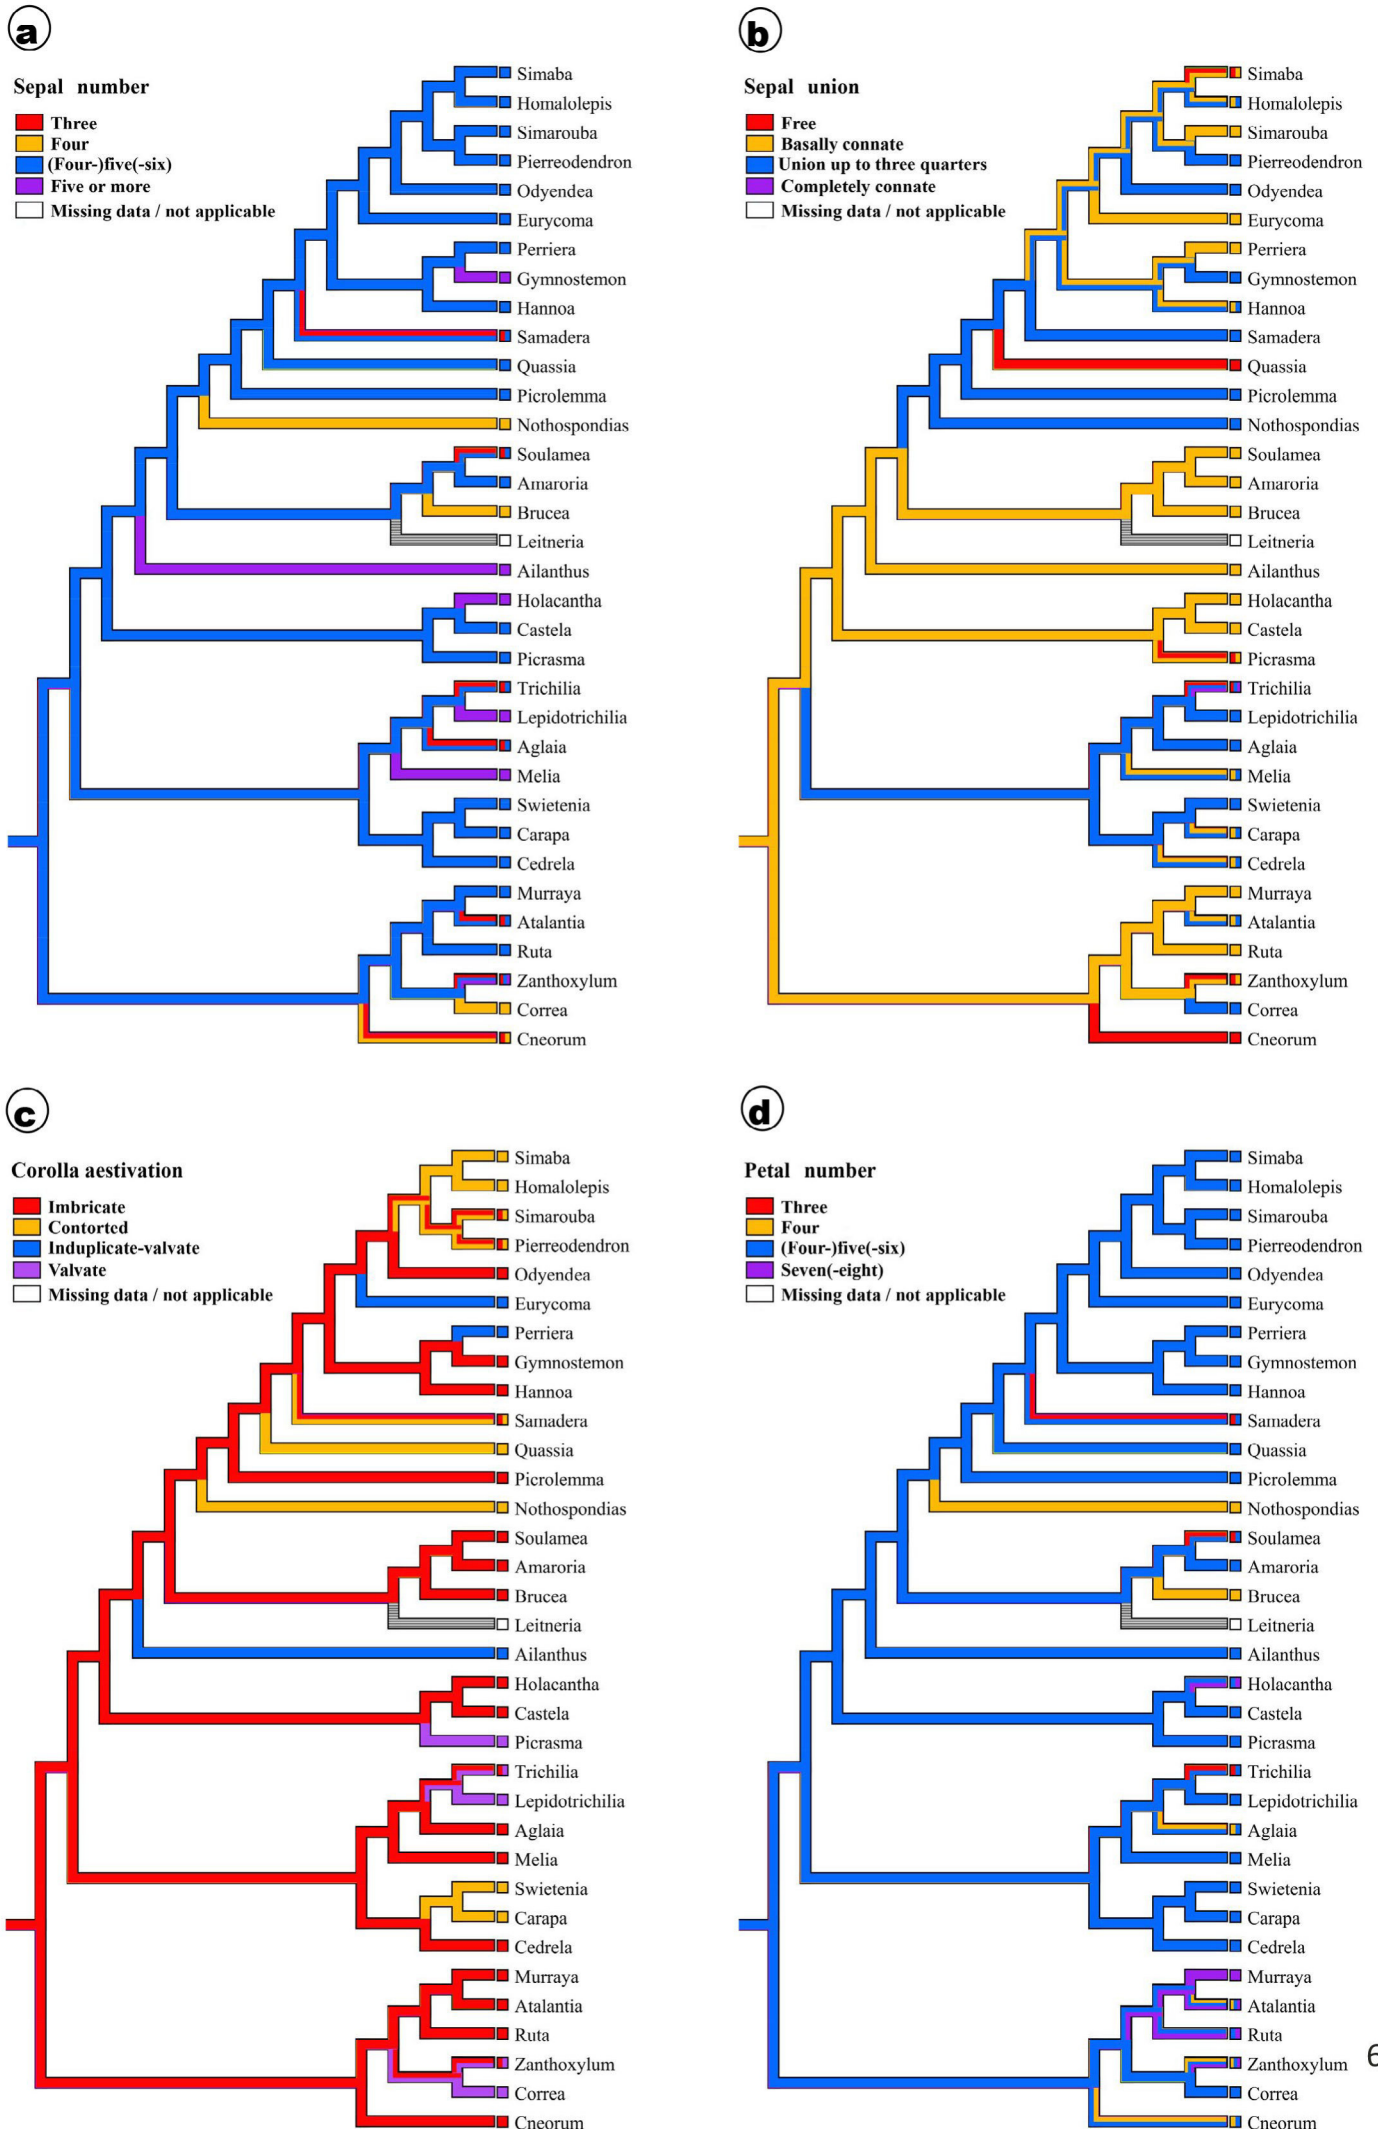 a
Sepal number
Three
Four
(Four-)five(-six)
Five or more
Missing data / not applicable
Simaba
Homalolepis
Simarouba
Pierreodendron
Odyendea
Eurycoma
Perriera
Gymnostemon
Hannoa
Samadera
Quassia
Picrolemma
Nothospondias
Soulamea
Amaroria
Brucea
Leitneria
Ailanthus
Holacantha
Castela
Picrasma
Trichilia
Lepidotrichilia
Aglaia
Melia
Swietenia
Carapa
Cedrela
Murraya
Atalantia
Ruta
Zanthoxylum
Correa
Cneorum
b
Sepal union
Free
Basally connate
Union up to three quarters
Completely connate
Missing data / not applicable
Simaba
Homalolepis
Simarouba
Pierreodendron
Odyendea
Eurycoma
Perriera
Gymnostemon
Hannoa
Samadera
Quassia
Picrolemma
Nothospondias
Soulamea
Amaroria
Brucea
Leitneria
Ailanthus
Holacantha
Castela
Picrasma
Trichilia
Lepidotrichilia
Aglaia
Melia
Swietenia
Carapa
Cedrela
Murraya
Atalantia
Ruta
Zanthoxylum
Correa
Cneorum
c
Corolla aestivation
Imbricate
Contorted
Induplicate-valvate
Valvate
Missing data / not applicable
Simaba
Homalolepis
Simarouba
Pierreodendron
Odyendea
Eurycoma
Perriera
Gymnostemon
Hannoa
Samadera
Quassia
Picrolemma
Nothospondias
Soulamea
Amaroria
Brucea
Leitneria
Ailanthus
Holacantha
Castela
Picrasma
Trichilia
Lepidotrichilia
Aglaia
Melia
Swietenia
Carapa
Cedrela
Murraya
Atalantia
Ruta
Zanthoxylum
Correa
Cneorum
d
Petal number
Three
Four
(Four-)five(-six)
Seven(-eight)
Missing data / not applicable
Simaba
Homalolepis
Simarouba
Pierreodendron
Odyendea
Eurycoma
Perriera
Gymnostemon
Hannoa
Samadera
Quassia
Picrolemma
Nothospondias
Soulamea
Amaroria
Brucea
Leitneria
Ailanthus
Holacantha
Castela
Picrasma
Trichilia
Lepidotrichilia
Aglaia
Melia
Swietenia
Carapa
Cedrela
Murraya
Atalantia
Ruta
Zanthoxylum
Correa
Cneorum
6